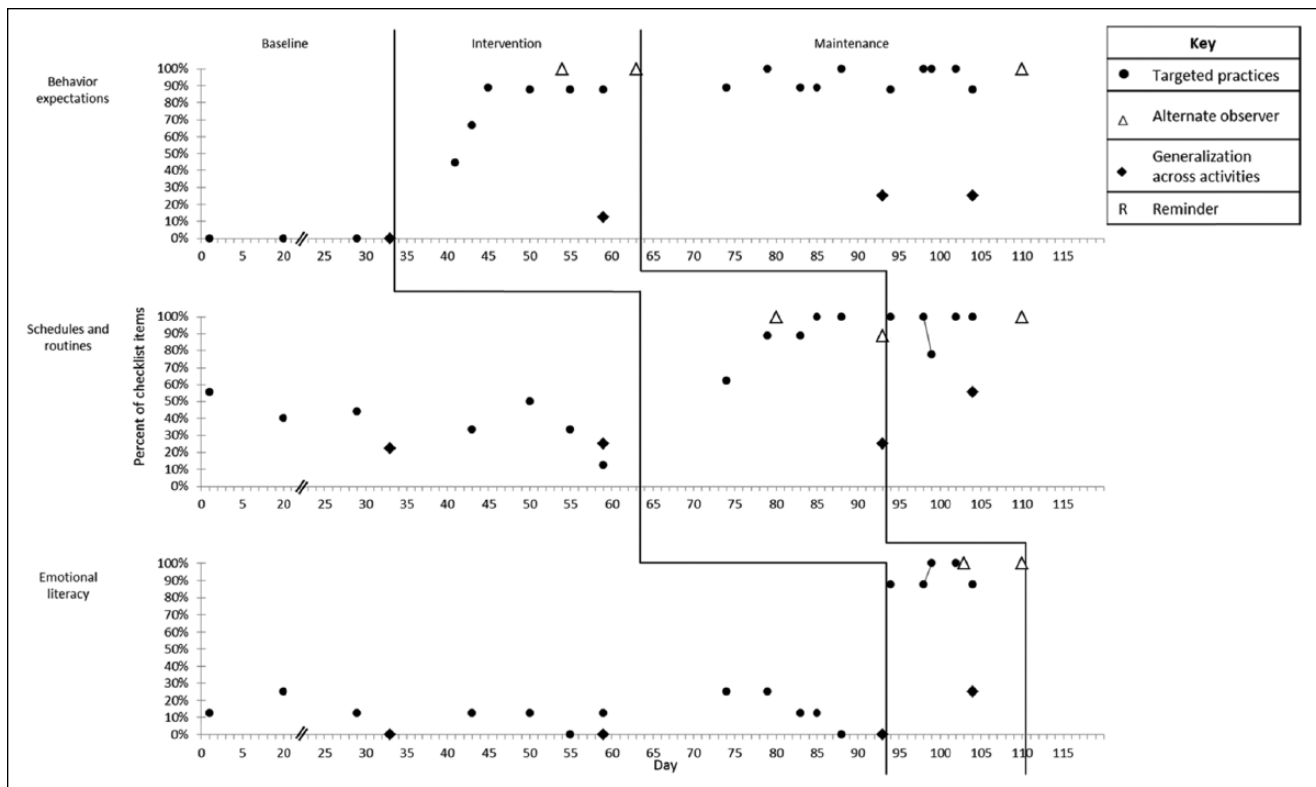 Baseline Intervention Maintenance
Key
Targeted practices
Alternate observer
Generalization
across activities
R Reminder
Behavior
expectations
100%
90%
80%
70%
60%
50%
40%
30%
20%
10%
0%
0 5 10 15 20 25 30 35 40 45 50 55 60 65 70 75 80 85 90 95 100 105 110 115
Schedules and
routines
Percent of checklist items
100%
90%
80%
70%
60%
50%
40%
30%
20%
10%
0%
0 5 10 15 20 25 30 35 40 45 50 55 60 65 70 75 80 85 90 95 100 105 110 115
Emotional
literacy
100%
90%
80%
70%
60%
50%
40%
30%
20%
10%
0%
0 5 10 15 20 25 30 35 40 45 50 55 60 65 70 75 80 85 90 95 100 105 110 115
Day